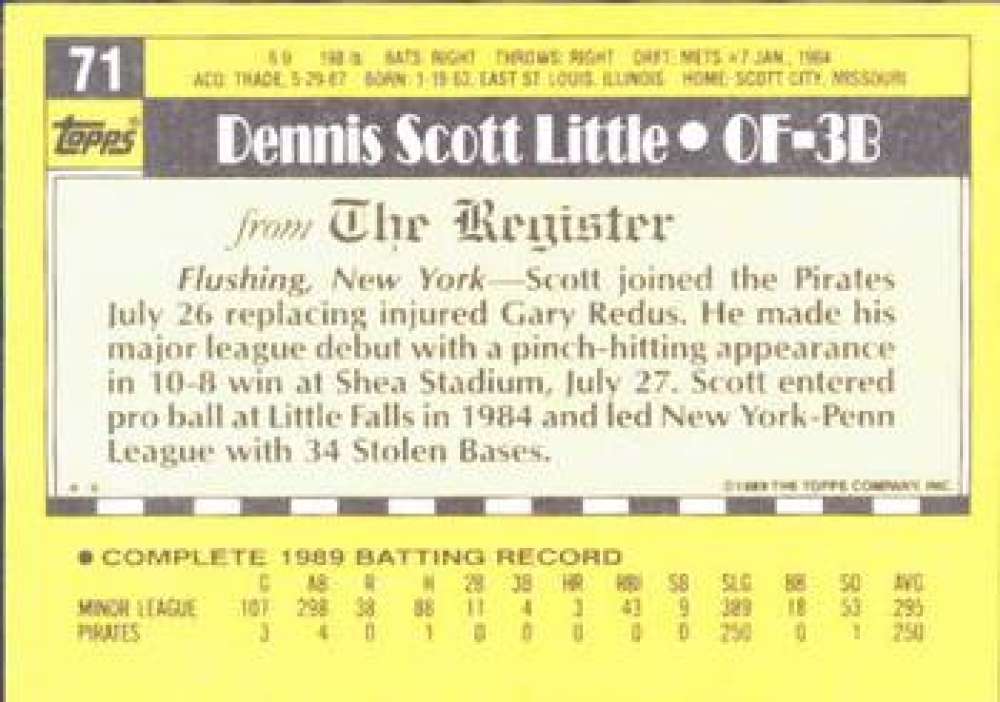 71
6'0" 198 lb. BATS: RIGHT THROWS: RIGHT DRFT: METS #7 JAN., 1984
ACQ: TRADE, 5-29-87 BORN: 1-19-63, EAST ST. LOUIS, ILLINOIS HOME: SCOTT CITY, MISSOURI
topps®
Dennis Scott Little • OF-3B
from The Register
Flushing, New York—Scott joined the Pirates
July 26 replacing injured Gary Redus. He made his
major league debut with a pinch-hitting appearance
in 10-8 win at Shea Stadium, July 27. Scott entered
pro ball at Little Falls in 1984 and led New York-Penn
League with 34 Stolen Bases.
* *
©1989 THE TOPPS COMPANY, INC.
• COMPLETE 1989 BATTING RECORD
G AB R H 2B 3B HR RBI SB SLG BB SO AVG
MINOR LEAGUE 107 298 38 88 11 4 3 43 9 .389 18 53 .295
PIRATES 3 4 0 1 0 0 0 0 0 .250 0 1 .250